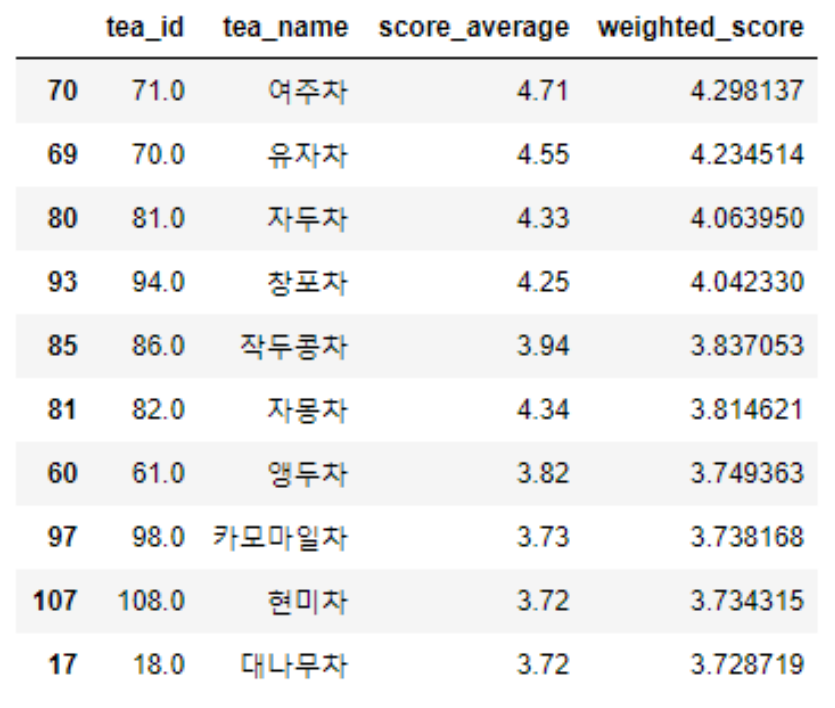 tea_id tea_name score_average weighted_score
70 71.0 여주차 4.71 4.298137
69 70.0 유자차 4.55 4.234514
80 81.0 자두차 4.33 4.063950
93 94.0 창포차 4.25 4.042330
85 86.0 작두콩차 3.94 3.837053
81 82.0 자몽차 4.34 3.814621
60 61.0 앵두차 3.82 3.749363
97 98.0 카모마일차 3.73 3.738168
107 108.0 현미차 3.72 3.734315
17 18.0 대나무차 3.72 3.728719